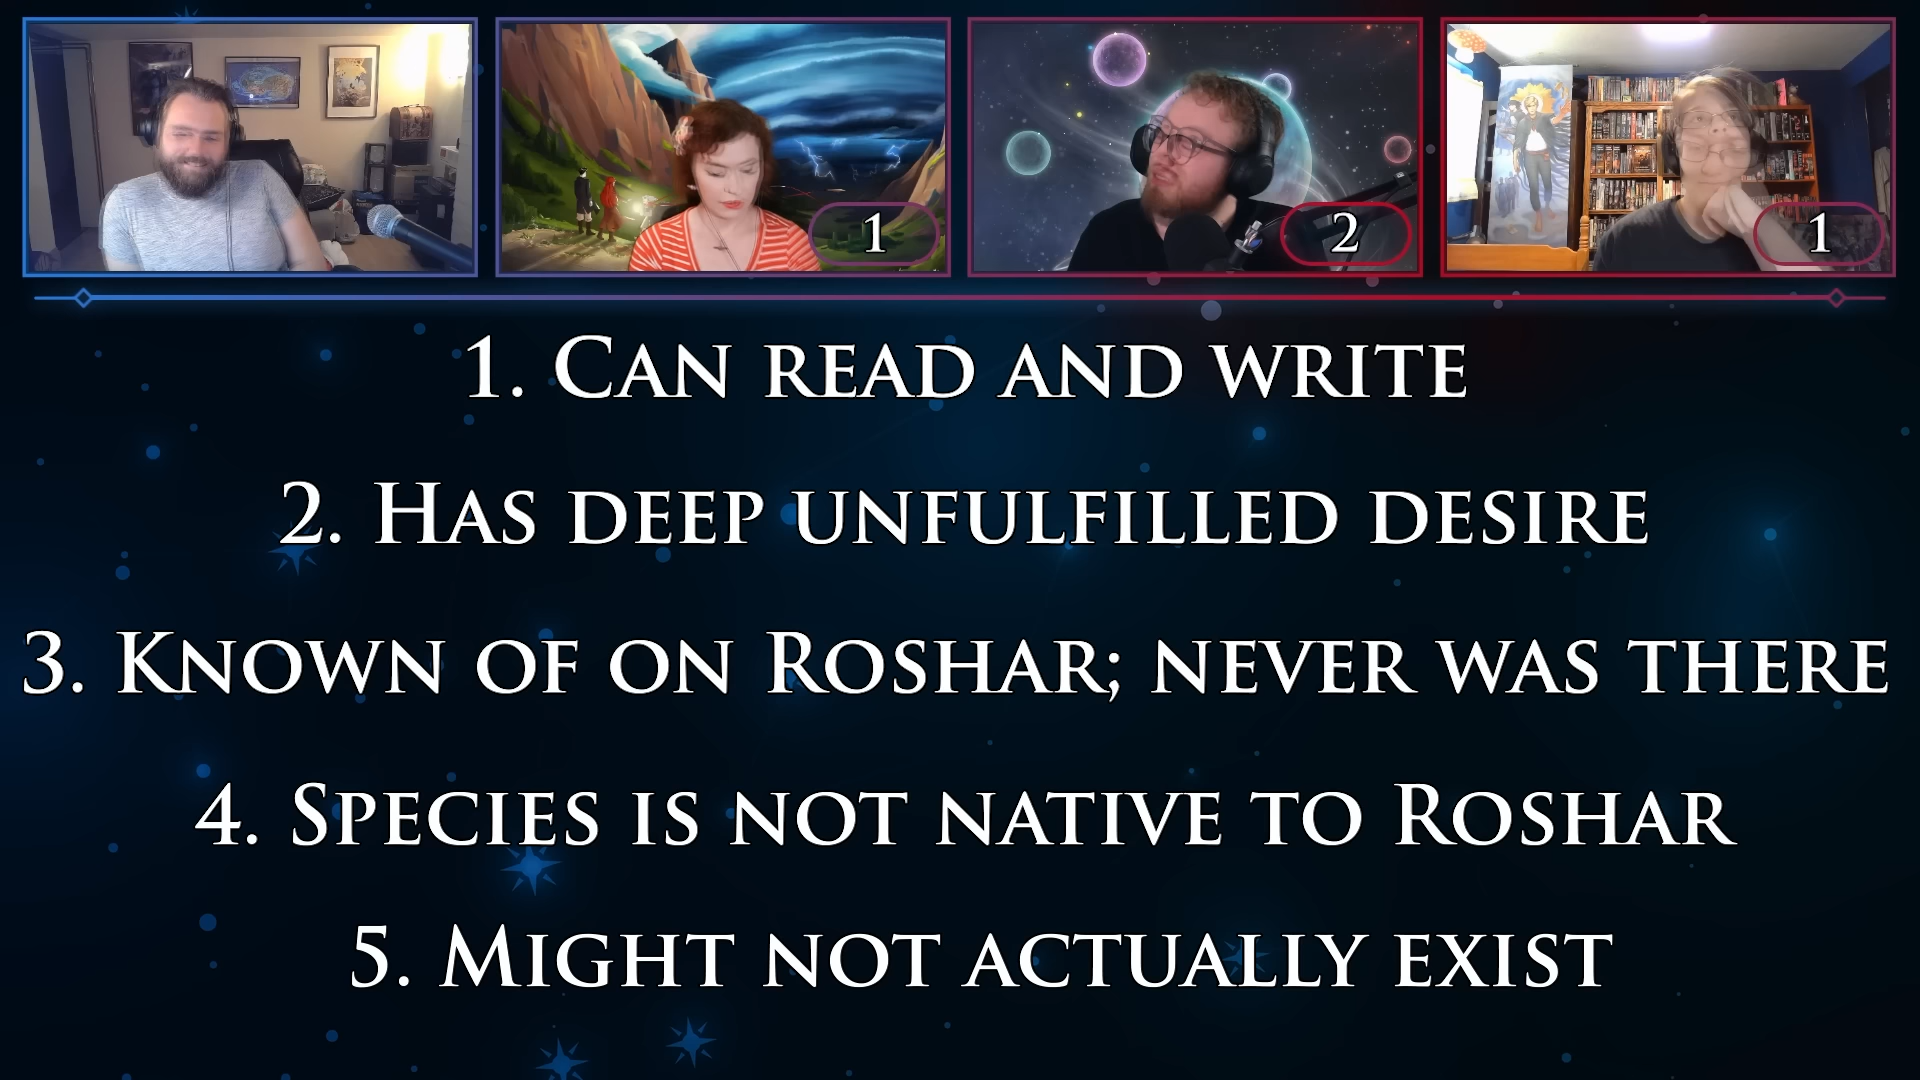 1
2
1
1. Can read and write
2. Has deep unfulfilled desire
3. Known of on Roshar; never was there
4. Species is not native to Roshar
5. Might not actually exist